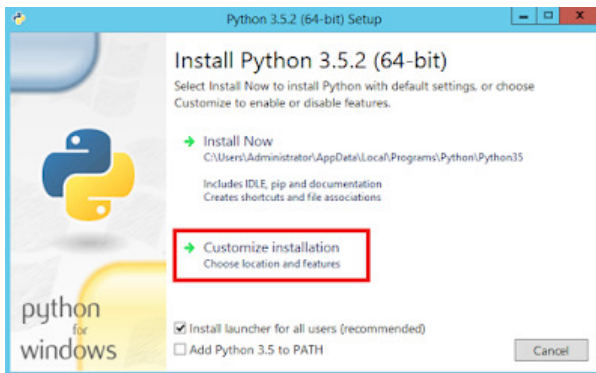 Python 3.5.2 (64-bit) Setup
Install Python 3.5.2 (64-bit)
Select Install Now to install Python with default settings, or choose
Customize to enable or disable features.
Install Now
C:\Users\Administrator\AppData\Local\Programs\Python\Python35
Includes IDLE, pip and documentation
Creates shortcuts and file associations
Customize installation
Choose location and features
python
for
windows
Install launcher for all users (recommended)
Add Python 3.5 to PATH
Cancel